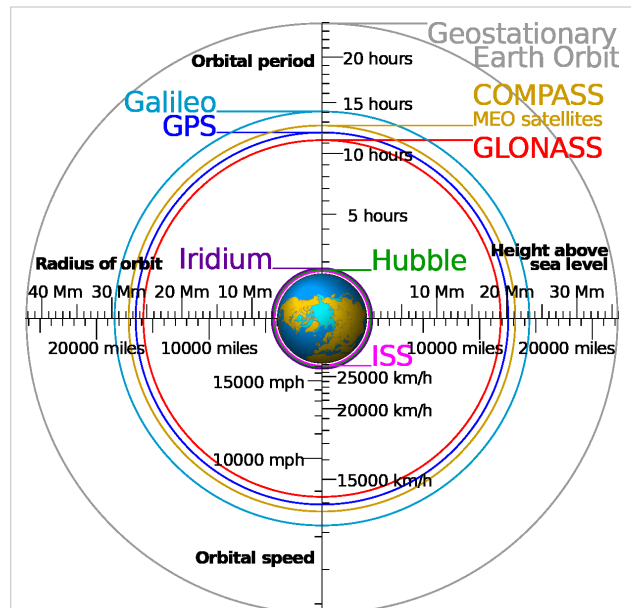 Geostationary
Earth Orbit
Orbital period
20 hours
Galileo
15 hours
COMPASS
GPS
MEO satellites
GLONASS
10 hours
5 hours
Radius of orbit
Iridium
Hubble
Height above
sea level
40 Mm 30 Mm 20 Mm 10 Mm 10 Mm 20 Mm 30 Mm
20000 miles 10000 miles ISS 10000 miles 20000 miles
15000 mph 25000 km/h
20000 km/h
10000 mph
15000 km/h
Orbital speed